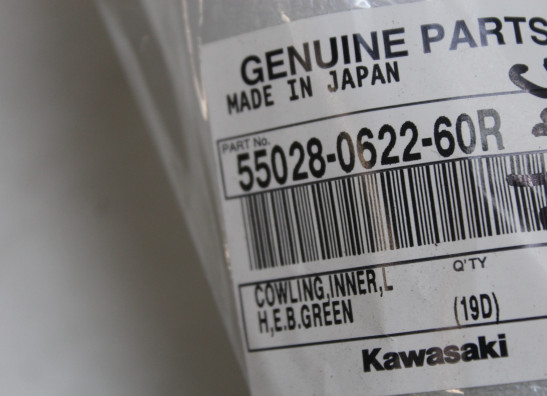 GENUINE PARTS
MADE IN JAPAN
PART No.
55028-0622-60R
COWLING,INNER,L Q'TY
H,E.B.GREEN (19D)
Kawasaki